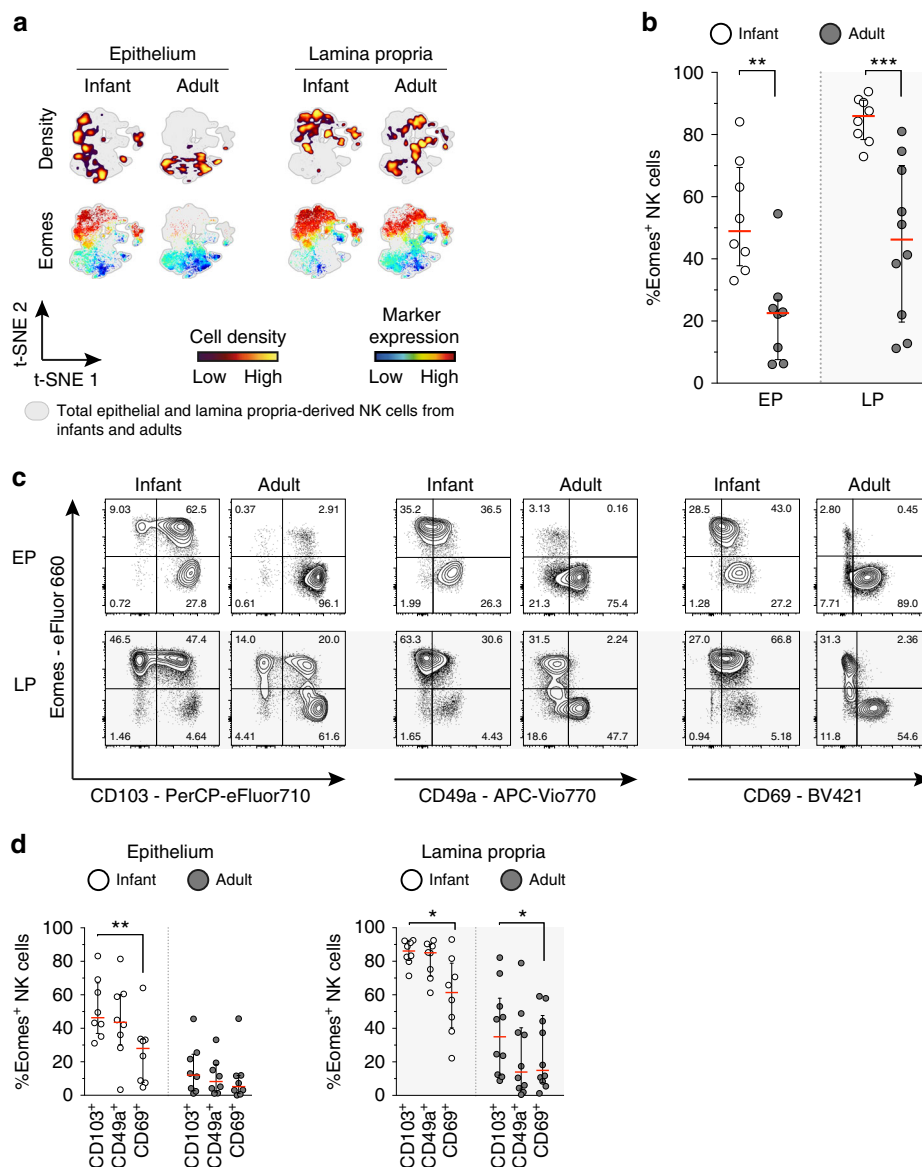 a
Epithelium
Lamina propria
Infant
Adult
Infant
Adult
Density
Eomes
t-SNE 2
t-SNE 1
Cell density
Low
High
Marker
expression
Low
High
Total epithelial and lamina propria-derived NK cells from
infants and adults
b
Infant
Adult
**
***
100
80
60
40
20
0
%Eomes⁺ NK cells
EP
LP
c
Infant
Adult
Infant
Adult
Infant
Adult
EP
9.03 62.5
0.72 27.8
0.37 2.91
0.61 96.1
35.2 36.5
1.99 26.3
3.13 0.16
21.3 75.4
28.5 43.0
1.28 27.2
2.80 0.45
7.71 89.0
LP
46.5 47.4
1.46 4.64
14.0 20.0
4.41 61.6
63.3 30.6
1.65 4.43
31.5 2.24
18.6 47.7
27.0 66.8
0.94 5.18
31.3 2.36
11.8 54.6
Eomes - eFluor 660
CD103 - PerCP-eFluor710
CD49a - APC-Vio770
CD69 - BV421
d
Epithelium
Infant
Adult
**
100
80
60
40
20
0
%Eomes⁺ NK cells
CD103⁺
CD49a⁺
CD69⁺
CD103⁺
CD49a⁺
CD69⁺
Lamina propria
Infant
Adult
*
*
100
80
60
40
20
0
%Eomes⁺ NK cells
CD103⁺
CD49a⁺
CD69⁺
CD103⁺
CD49a⁺
CD69⁺